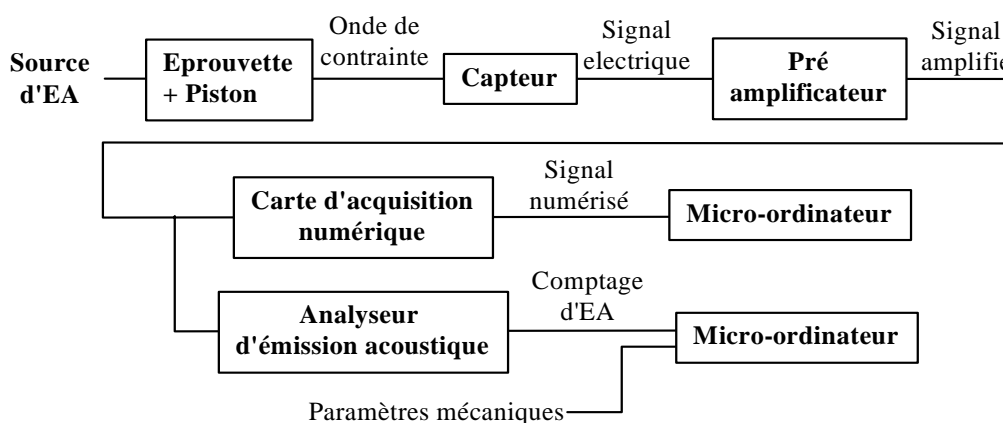 Source
d'EA
Eprouvette
+ Piston
Onde de
contrainte
Capteur
Signal
electrique
Pré
amplificateur
Signal
amplifié
Carte d'acquisition
numérique
Signal
numérisé
Micro-ordinateur
Analyseur
d'émission acoustique
Comptage
d'EA
Micro-ordinateur
Paramètres mécaniques